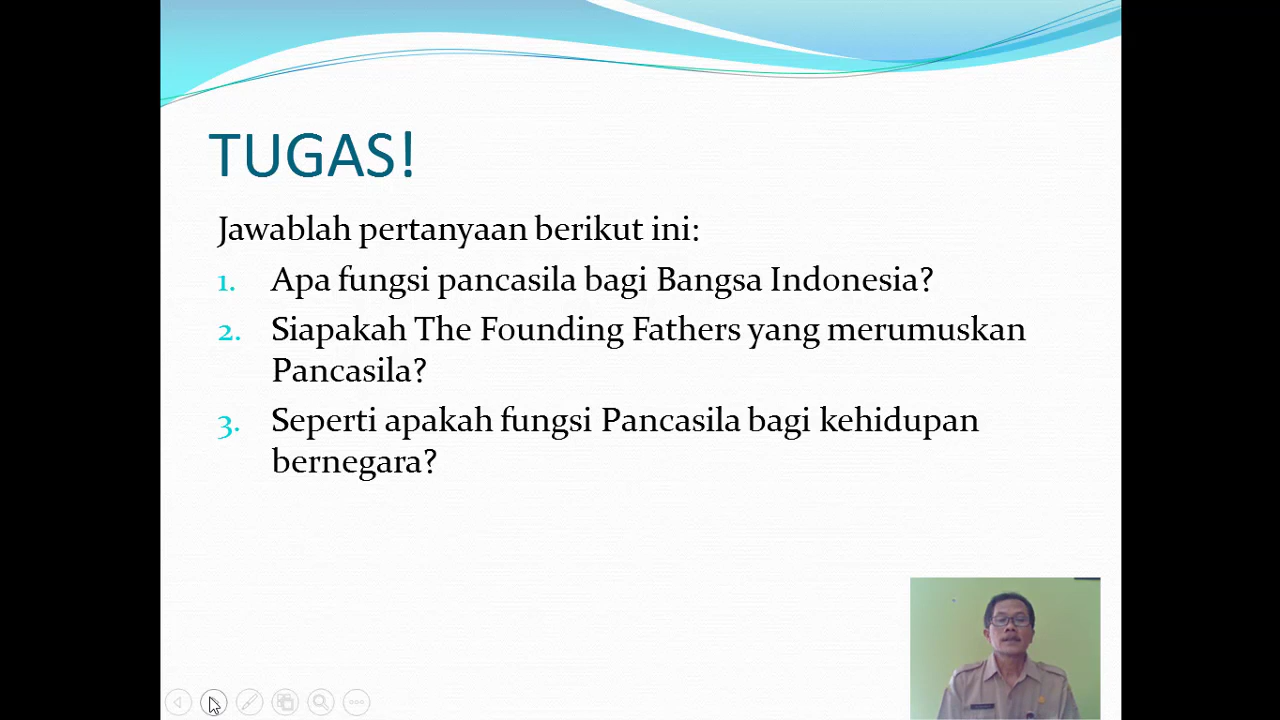 TUGAS!
Jawablah pertanyaan berikut ini:
1. Apa fungsi pancasila bagi Bangsa Indonesia?
2. Siapakah The Founding Fathers yang merumuskan
Pancasila?
3. Seperti apakah fungsi Pancasila bagi kehidupan
bernegara?